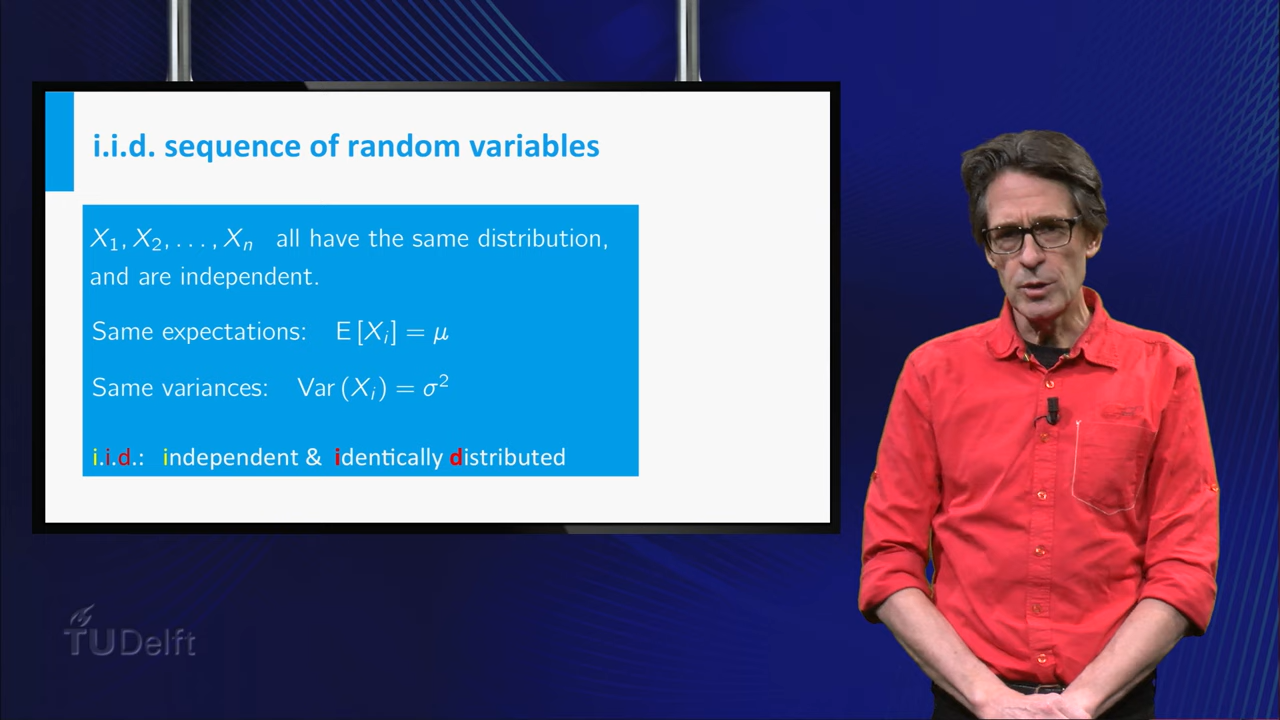 i.i.d. sequence of random variables
X₁, X₂, . . . , Xₙ all have the same distribution,
and are independent.
Same expectations: E [Xᵢ] = μ
Same variances: Var (Xᵢ) = σ²
i.i.d.: independent & identically distributed
TUDelft